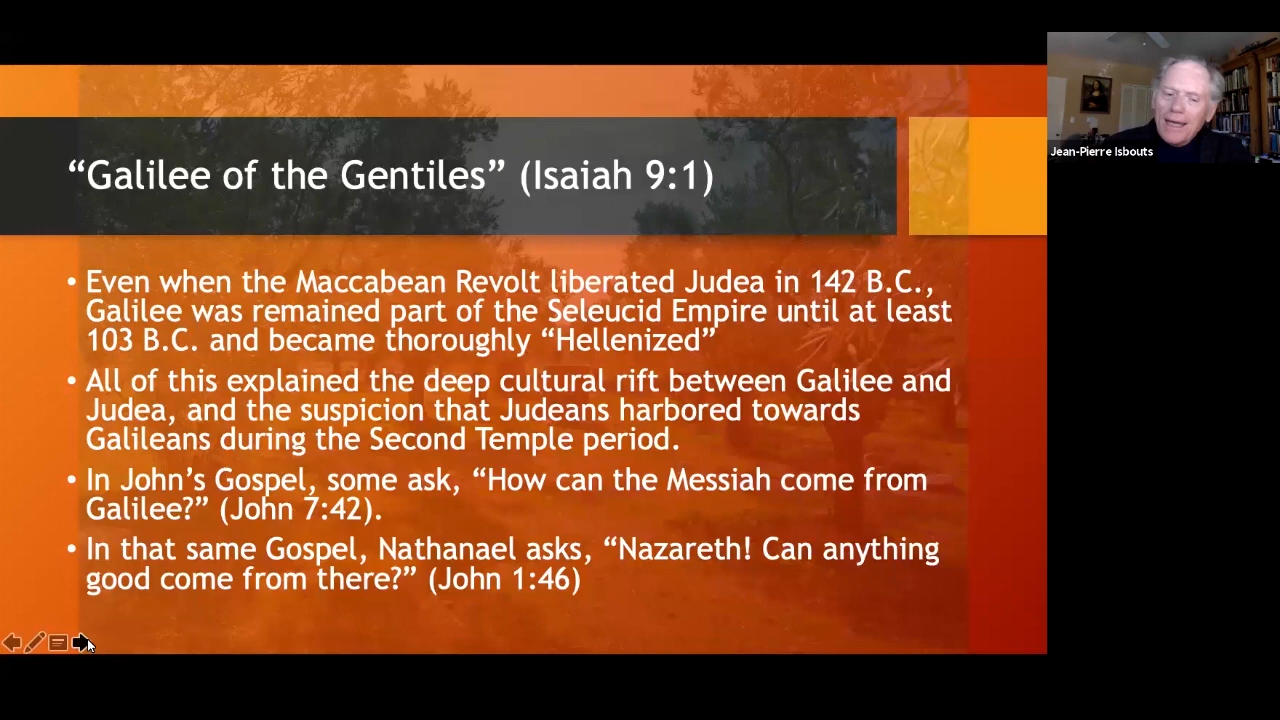 “Galilee of the Gentiles” (Isaiah 9:1)
• Even when the Maccabean Revolt liberated Judea in 142 B.C.,
Galilee was remained part of the Seleucid Empire until at least
103 B.C. and became thoroughly “Hellenized”
• All of this explained the deep cultural rift between Galilee and
Judea, and the suspicion that Judeans harbored towards
Galileans during the Second Temple period.
• In John’s Gospel, some ask, “How can the Messiah come from
Galilee?” (John 7:42).
• In that same Gospel, Nathanael asks, “Nazareth! Can anything
good come from there?” (John 1:46)
Jean-Pierre Isbouts